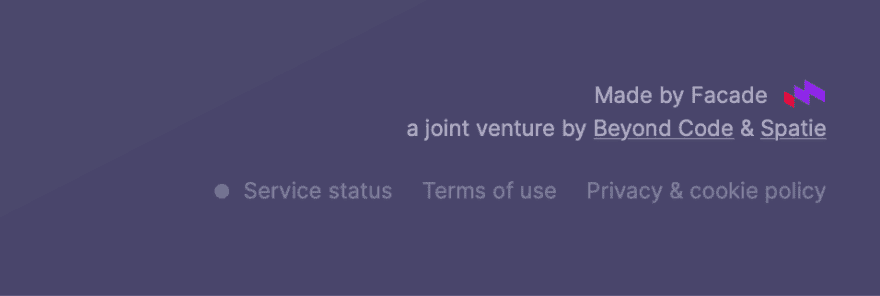 Made by Facade
a joint venture by Beyond Code & Spatie
Service status Terms of use Privacy & cookie policy